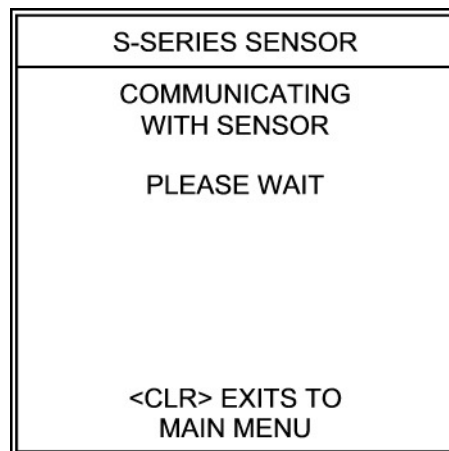 S-SERIES SENSOR
COMMUNICATING
WITH SENSOR
PLEASE WAIT
<CLR> EXITS TO
MAIN MENU